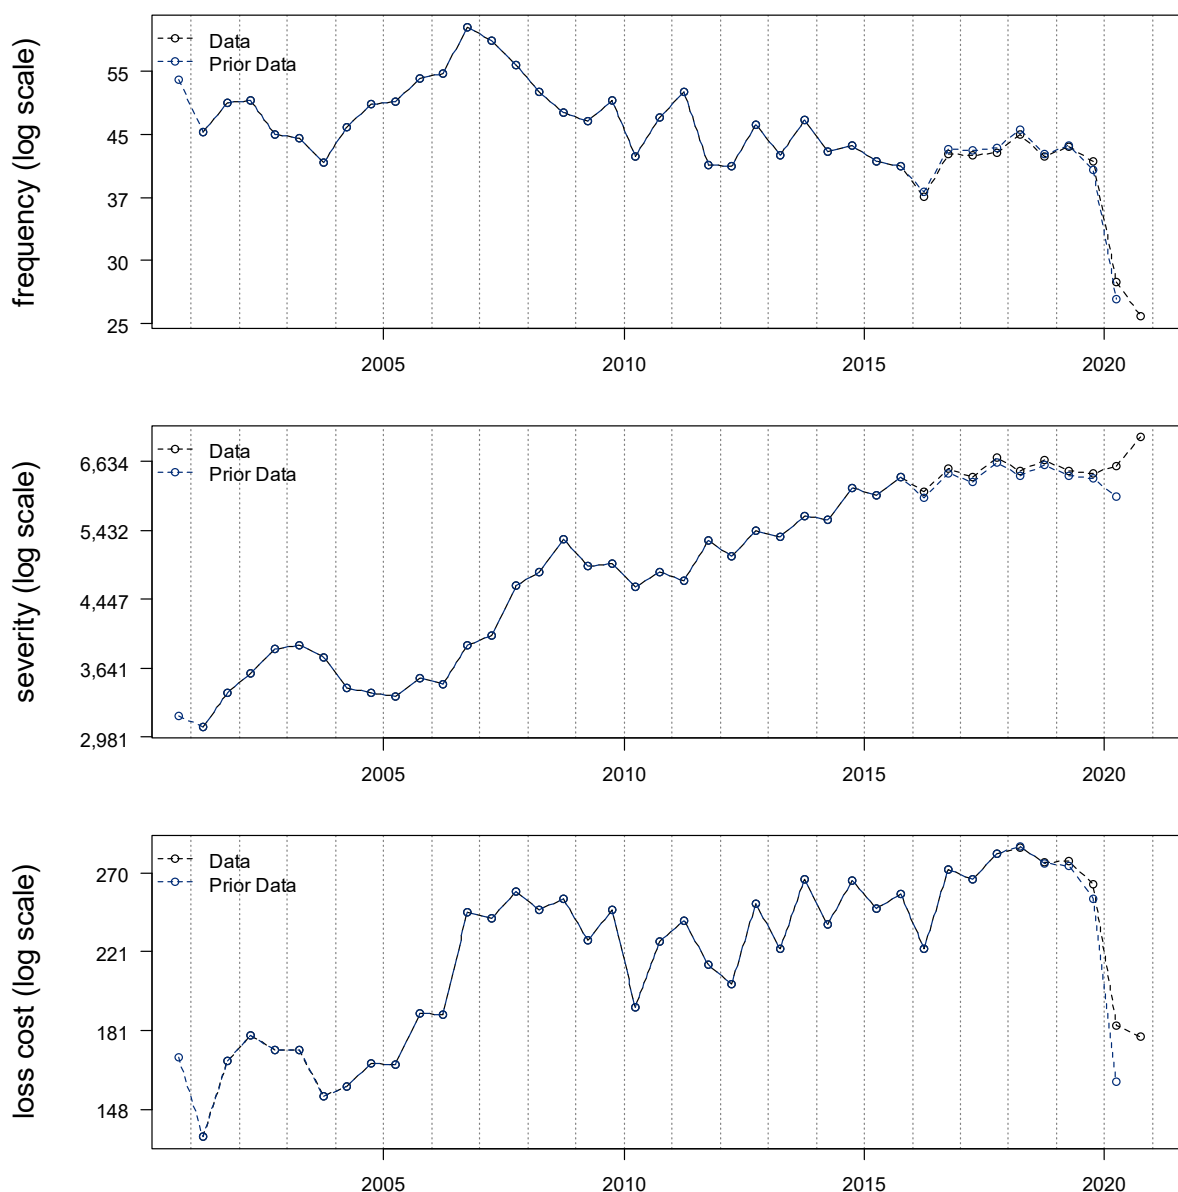 frequency (log scale)
Data
Prior Data
55
45
37
30
25
2005 2010 2015 2020
severity (log scale)
Data
Prior Data
6,634
5,432
4,447
3,641
2,981
2005 2010 2015 2020
loss cost (log scale)
Data
Prior Data
270
221
181
148
2005 2010 2015 2020